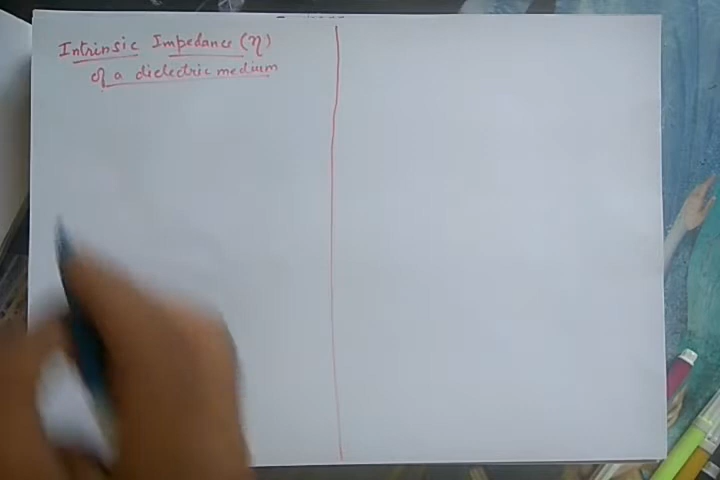 Intrinsic Impedance (η)
of a dielectric medium